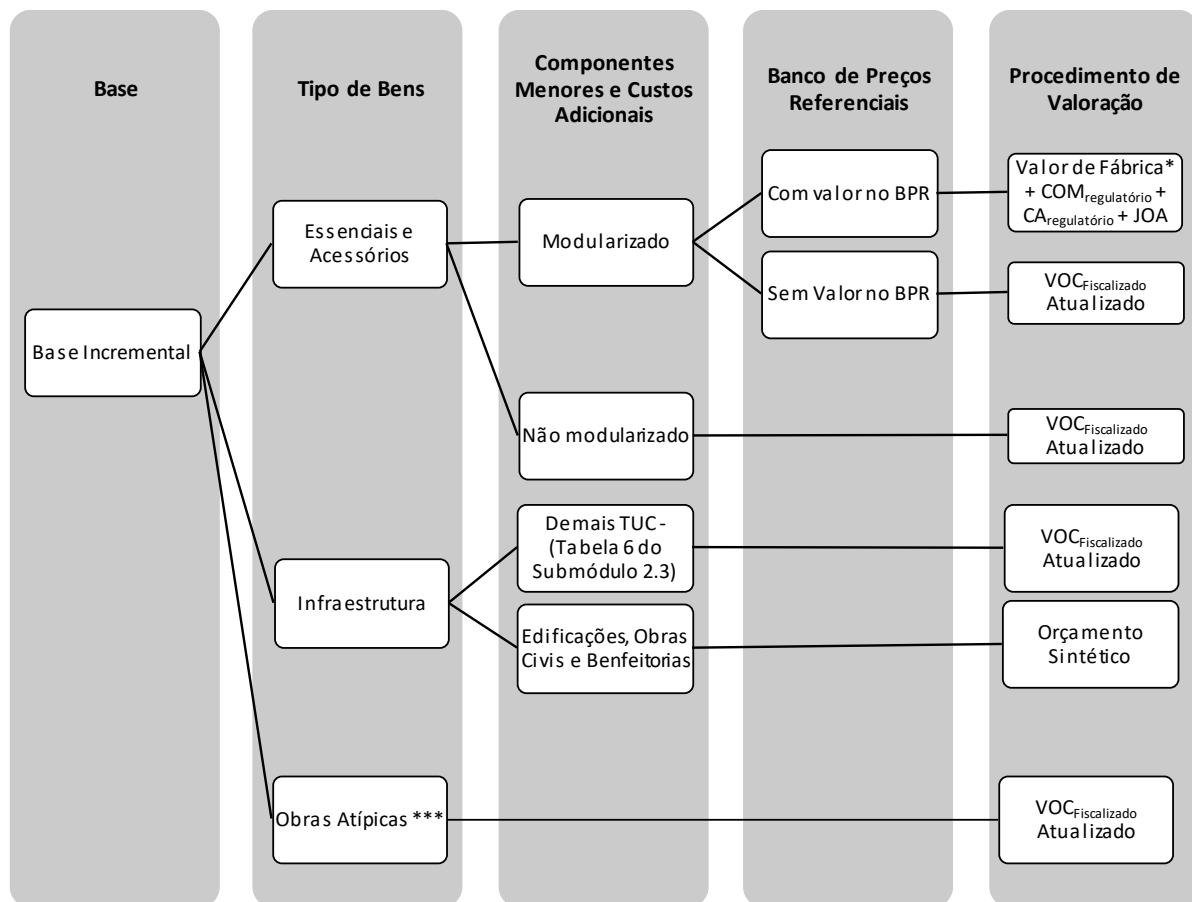 Base
Tipo de Bens
Componentes
Menores e Custos
Adicionais
Banco de Preços
Referenciais
Procedimento de
Valoração
Base Incremental
Essenciais e
Acessórios
Modularizado
Com valor no BPR
Valor de Fábrica*
+ COMregulatório +
CAregulatório + JOA
Sem Valor no BPR
VOCFiscalizado
Atualizado
Não modularizado
VOCFiscalizado
Atualizado
Infraestrutura
Demais TUC -
(Tabela 6 do
Submódulo 2.3)
VOCFiscalizado
Atualizado
Edificações, Obras
Civis e Benfeitorias
Orçamento
Sintético
Obras Atípicas ***
VOCFiscalizado
Atualizado